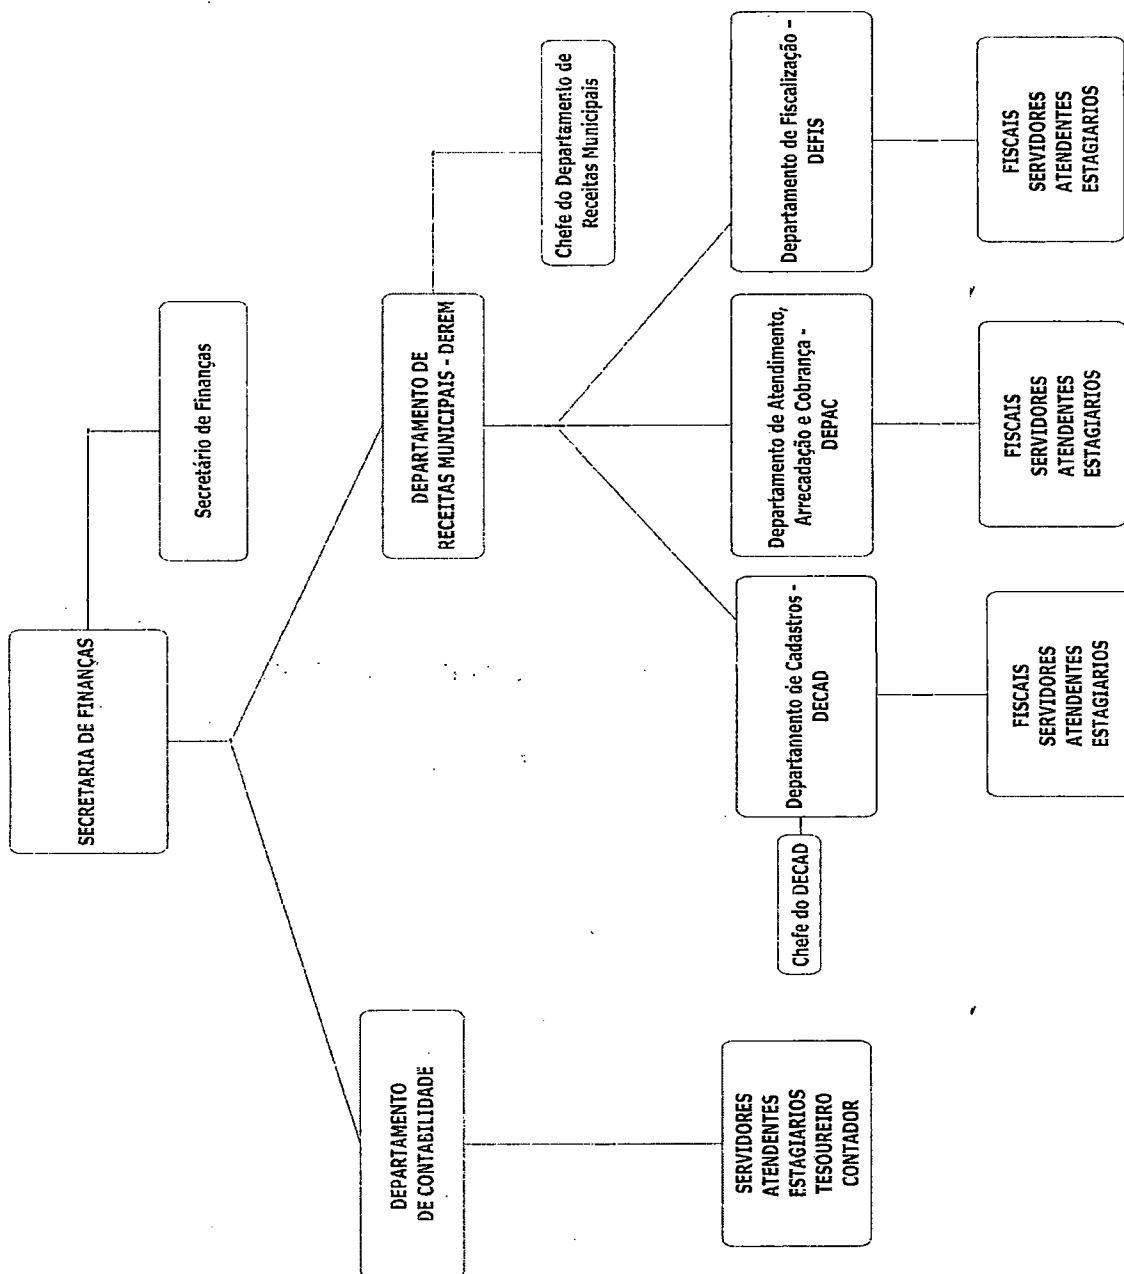 SECRETARIA DE FINANÇAS
Secretário de Finanças
DEPARTAMENTO
DE CONTABILIDADE
DEPARTAMENTO DE
RECEITAS MUNICIPAIS - DEREM
Chefe do Departamento de
Receitas Municipais
SERVIDORES
ATENDENTES
ESTAGIARIOS
TESOUREIRO
CONTADOR
Chefe do DECAD
Departamento de Cadastros -
DECAD
Departamento de Atendimento,
Arrecadação e Cobrança -
DEPAC
Departamento de Fiscalização -
DEFIS
FISCAIS
SERVIDORES
ATENDENTES
ESTAGIARIOS
FISCAIS
SERVIDORES
ATENDENTES
ESTAGIARIOS
FISCAIS
SERVIDORES
ATENDENTES
ESTAGIARIOS